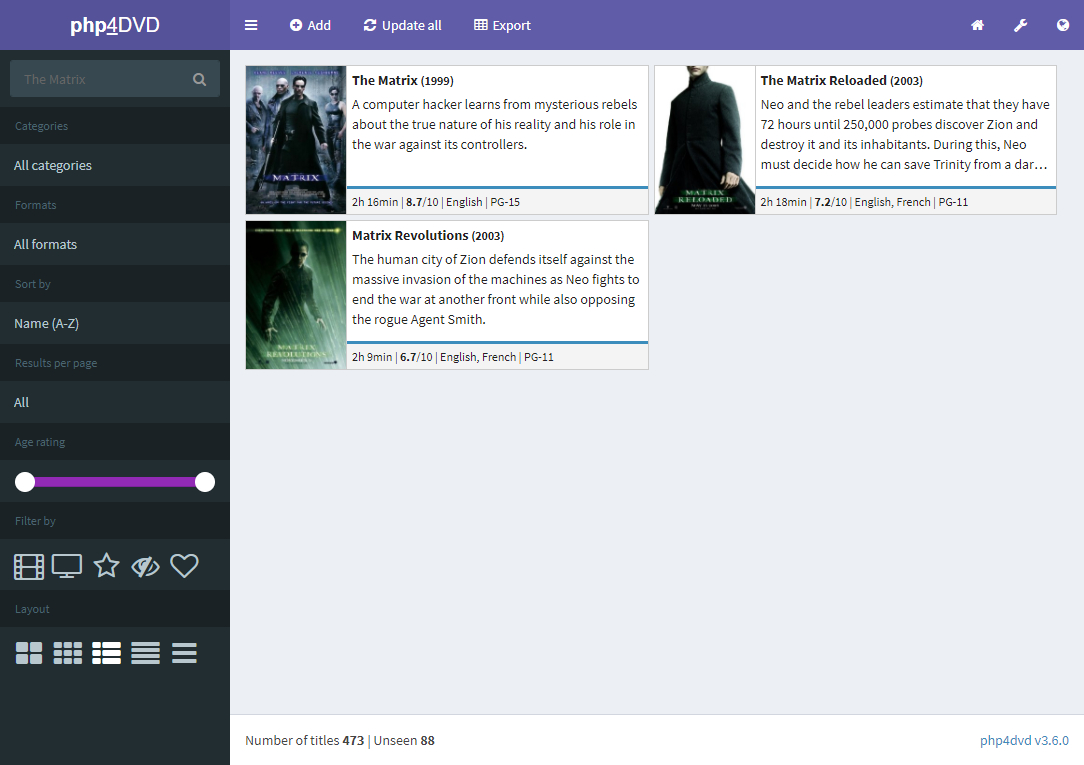 php4DVD
Add
Update all
Export
The Matrix
Categories
All categories
Formats
All formats
Sort by
Name (A-Z)
Results per page
All
Age rating
Filter by
Layout
MATRIX
The Matrix (1999)
A computer hacker learns from mysterious rebels
about the true nature of his reality and his role in
the war against its controllers.
2h 16min | 8.7/10 | English | PG-15
MATRIX
RELOADED
The Matrix Reloaded (2003)
Neo and the rebel leaders estimate that they have
72 hours until 250,000 probes discover Zion and
destroy it and its inhabitants. During this, Neo
must decide how he can save Trinity from a dar…
2h 18min | 7.2/10 | English, French | PG-11
MATRIX
REVOLUTIONS
Matrix Revolutions (2003)
The human city of Zion defends itself against the
massive invasion of the machines as Neo fights to
end the war at another front while also opposing
the rogue Agent Smith.
2h 9min | 6.7/10 | English, French | PG-11
Number of titles 473 | Unseen 88
php4dvd v3.6.0